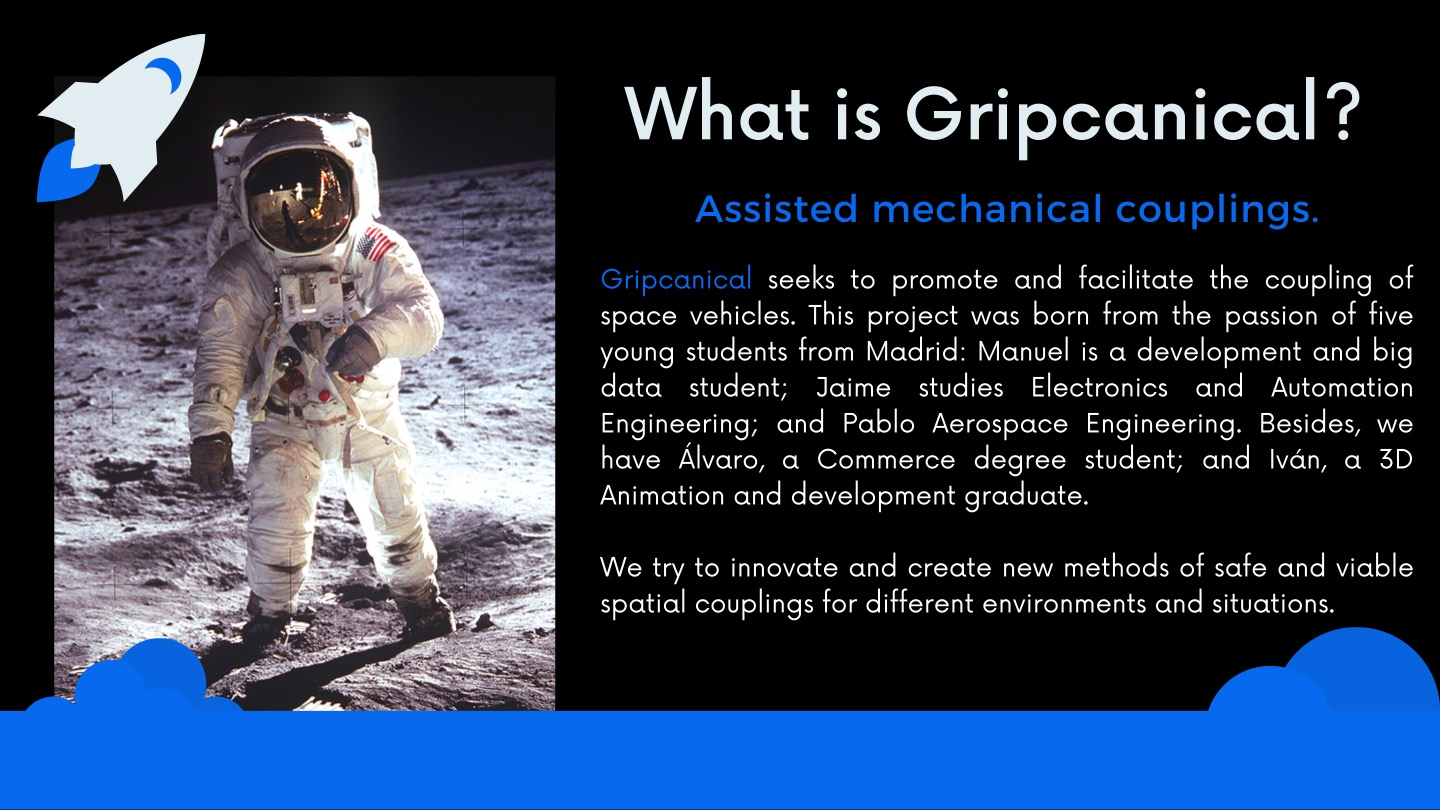 What is Gripcanical?
Assisted mechanical couplings.
Gripcanical seeks to promote and facilitate the coupling of
space vehicles. This project was born from the passion of five
young students from Madrid: Manuel is a development and big
data student; Jaime studies Electronics and Automation
Engineering; and Pablo Aerospace Engineering. Besides, we
have Álvaro, a Commerce degree student; and Iván, a 3D
Animation and development graduate.
We try to innovate and create new methods of safe and viable
spatial couplings for different environments and situations.